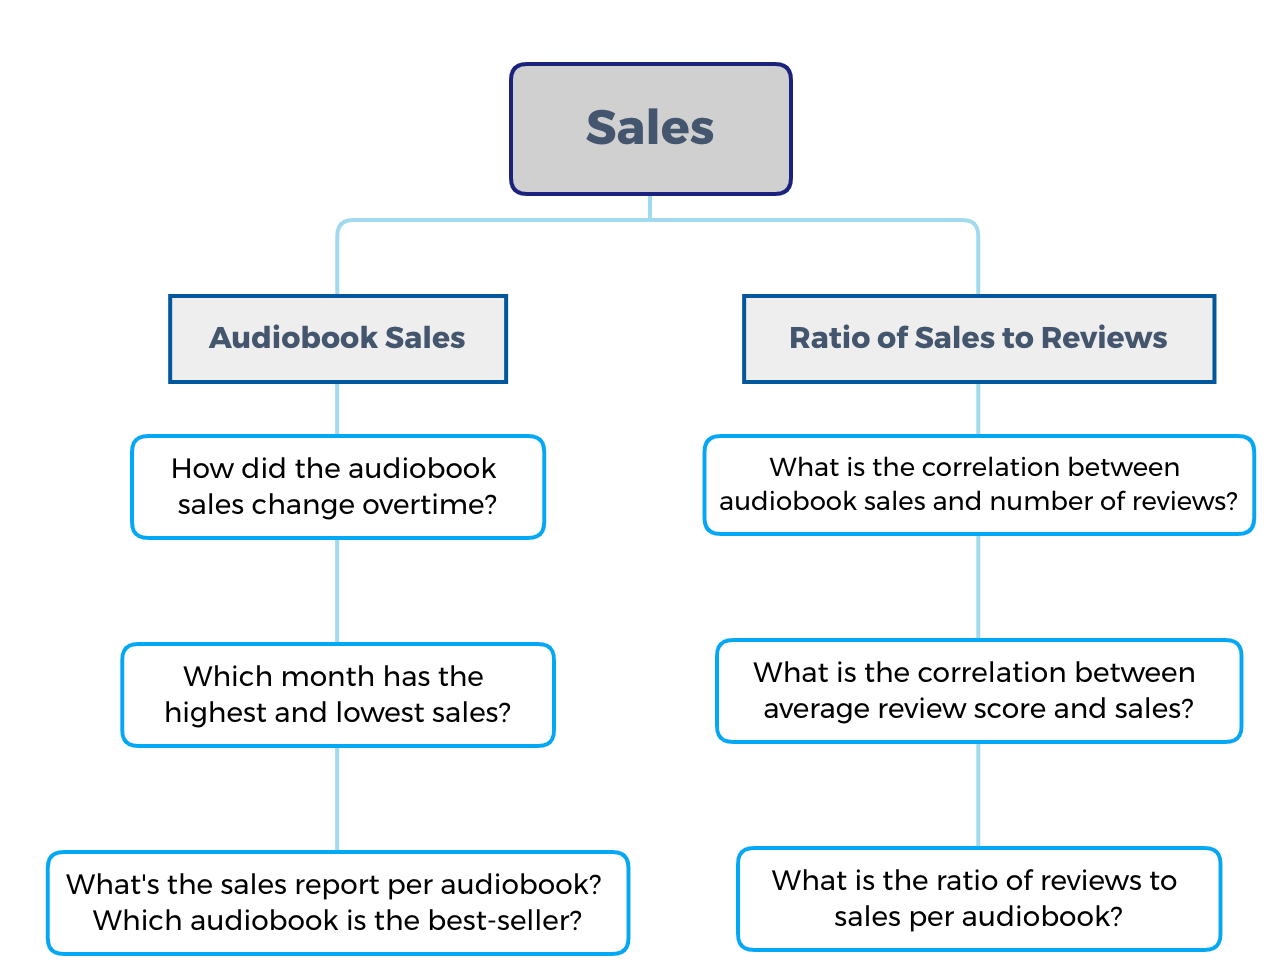 Sales
Audiobook Sales
How did the audiobook
sales change overtime?
Which month has the
highest and lowest sales?
What's the sales report per audiobook?
Which audiobook is the best-seller?
Ratio of Sales to Reviews
What is the correlation between
audiobook sales and number of reviews?
What is the correlation between
average review score and sales?
What is the ratio of reviews to
sales per audiobook?